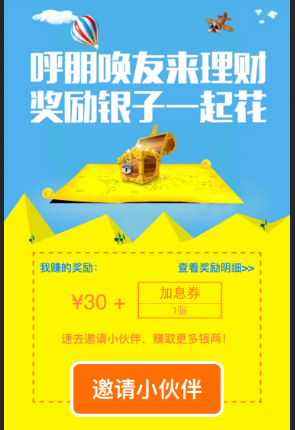 呼朋唤友来理财
奖励银子一起花
我赚的奖励：
查看奖励明细>>
¥30 +
加息券
1张
速去邀请小伙伴，赚取更多银两！
邀请小伙伴